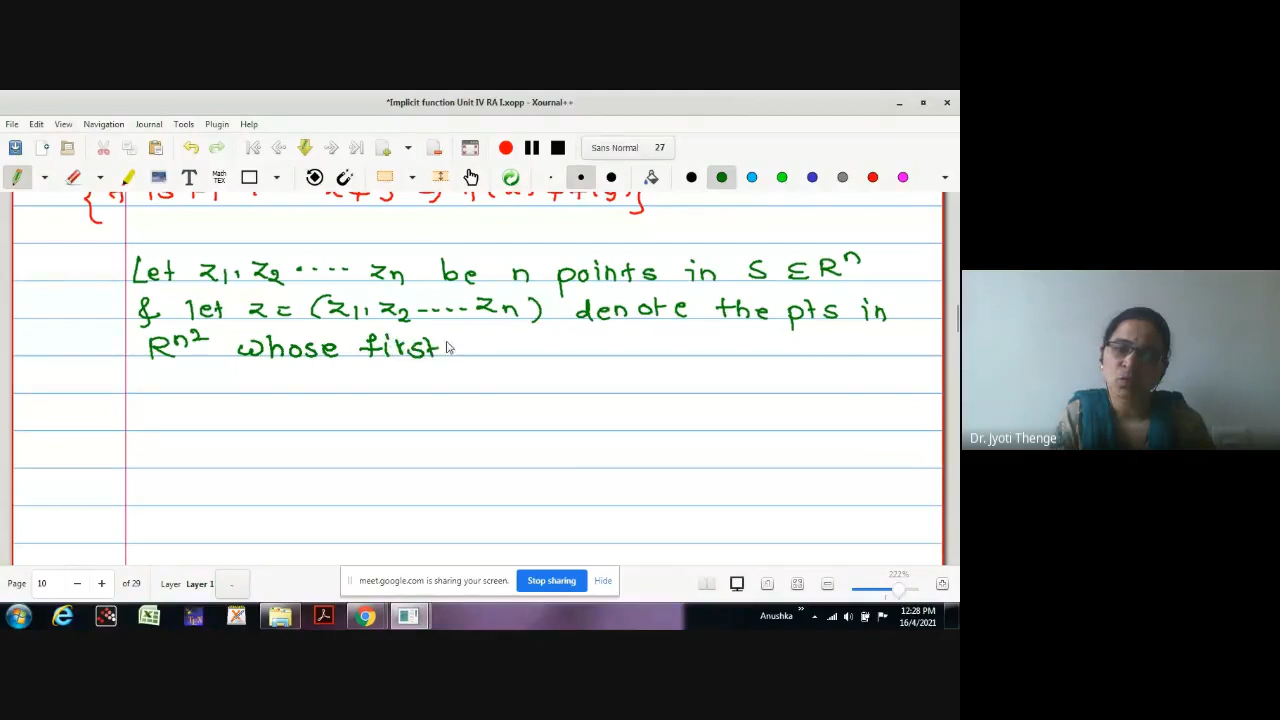 *Implicit function Unit IV RA I.xopp - Xournal++
File Edit View Navigation Journal Tools Plugin Help
Sans Normal 27
Let z1, z2 ···· zn be n points in S ∈ R^n
& let z = (z1, z2 ---- zn) denote the pts in
R^n2 whose first
Dr. Jyoti Thenge
222%
Page 10 of 29 Layer Layer 1
meet.google.com is sharing your screen. Stop sharing Hide
Anushka
12:28 PM
16/4/2021